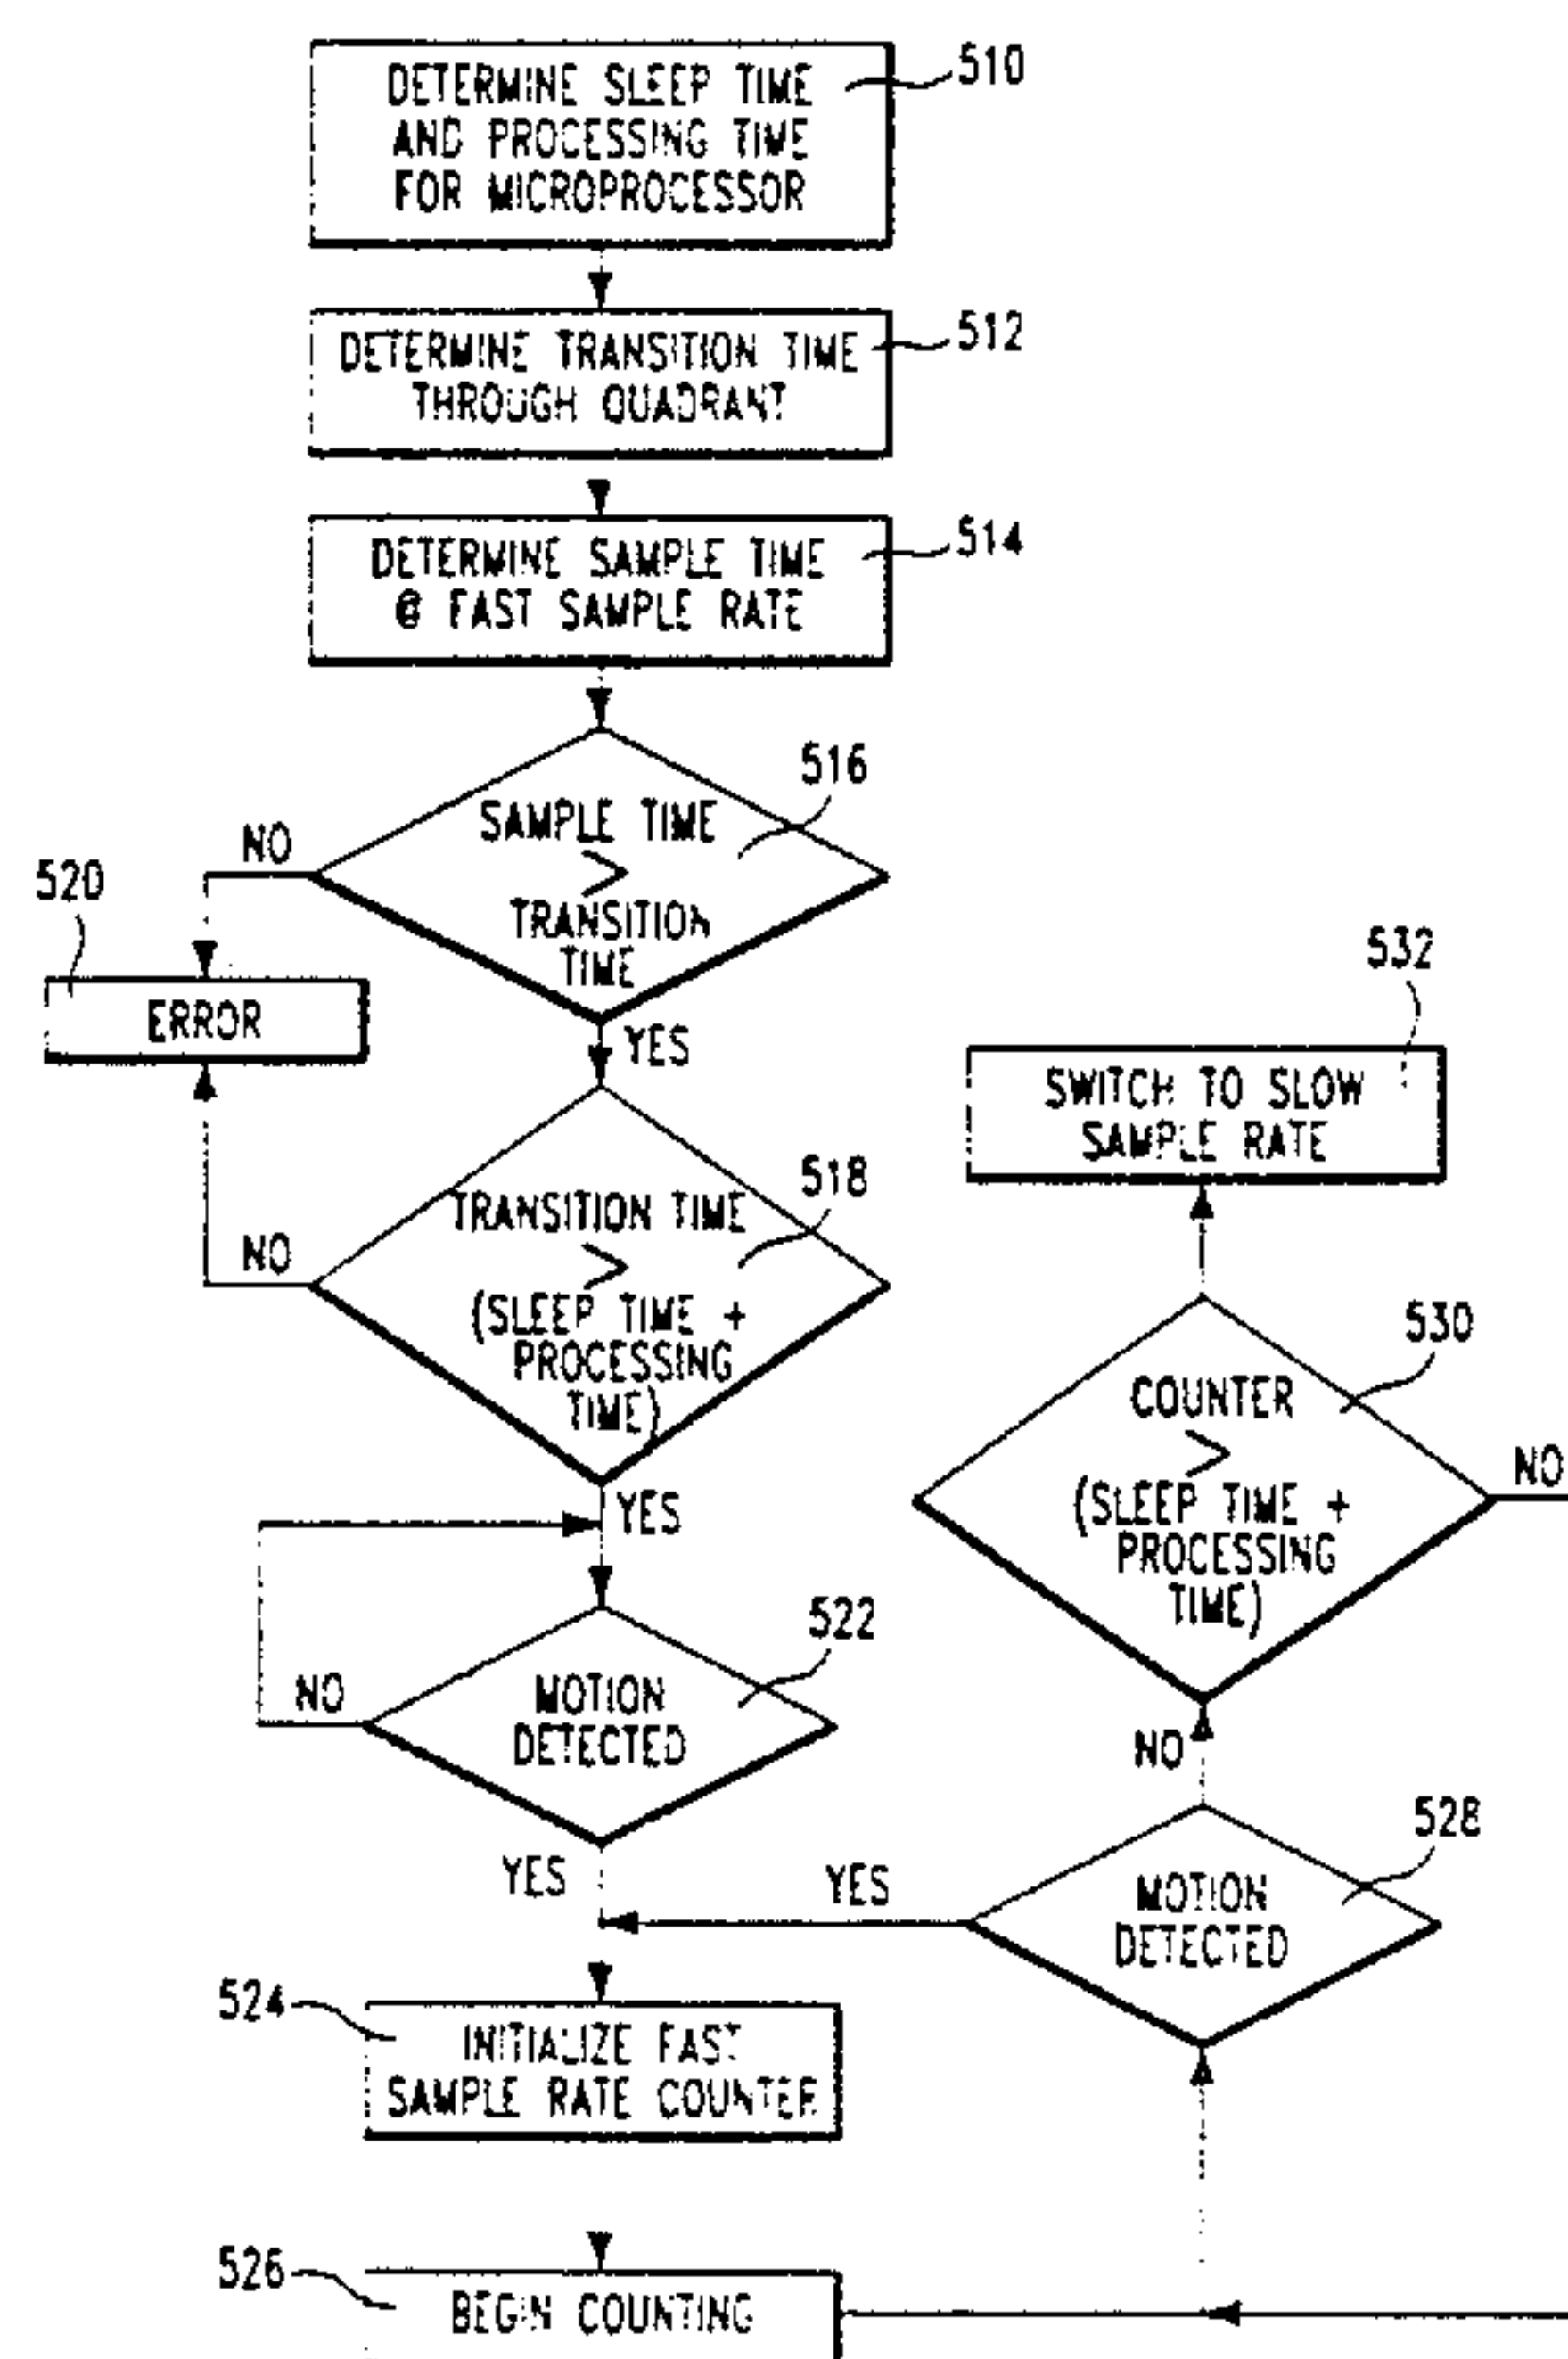 DETERMINE SLEEP TIME
AND PROCESSING TIME
FOR MICROPROCESSOR
510
DETERMINE TRANSITION TIME
THROUGH QUADRANT
512
DETERMINE SAMPLE TIME
@ FAST SAMPLE RATE
514
SAMPLE TIME
>
TRANSITION
TIME
516
NO
520
ERROR
YES
TRANSITION TIME
>
(SLEEP TIME +
PROCESSING
TIME)
518
NO
YES
MOTION
DETECTED
522
NO
YES
524
INITIALIZE FAST
SAMPLE RATE COUNTER
526
BEGIN COUNTING
528
MOTION
DETECTED
YES
NO
530
COUNTER
>
(SLEEP TIME +
PROCESSING
TIME)
NO
532
SWITCH TO SLOW
SAMPLE RATE